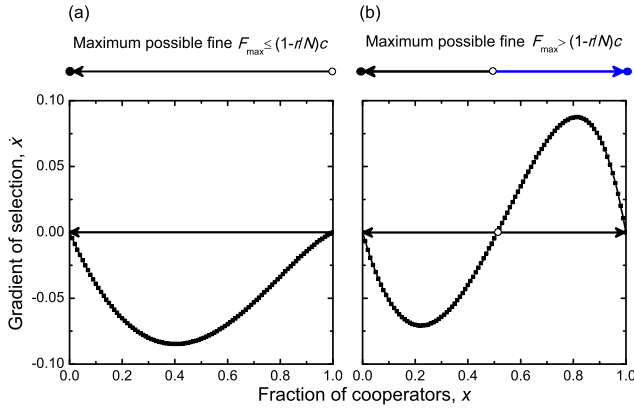 (a)
(b)
Maximum possible fine Fmax ≤ (1-r/N)c
Maximum possible fine Fmax > (1-r/N)c
Gradient of selection, ẋ
0.10
0.05
0.00
-0.05
-0.10
0.0 0.2 0.4 0.6 0.8 1.0
0.0 0.2 0.4 0.6 0.8 1.0
Fraction of cooperators, x